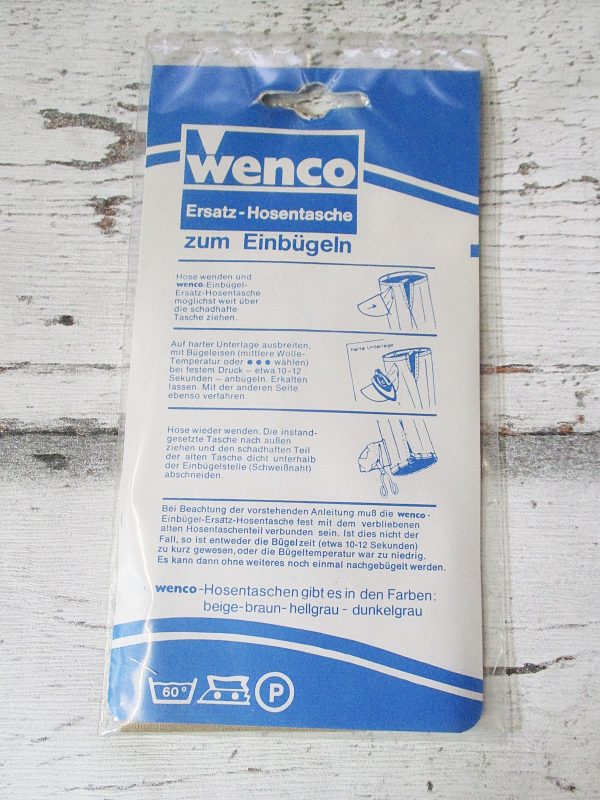 wenco
Ersatz-Hosentasche
zum Einbügeln
Hose wenden und
wenco-Einbügel-
Ersatz-Hosentasche
möglichst weit über
die schadhafte
Tasche ziehen.
Auf harter Unterlage ausbreiten,
mit Bügeleisen (mittlere Wolle-
Temperatur oder ● ● ● wählen)
bei festem Druck – etwa 10-12
Sekunden – anbügeln. Erkalten
lassen. Mit der anderen Seite
ebenso verfahren.
harte Unterlage
Hose wieder wenden. Die instand-
gesetzte Tasche nach außen
ziehen und den schadhaften Teil
der alten Tasche dicht unterhalb
der Einbügelstelle (Schweißnaht)
abschneiden.
Bei Beachtung der vorstehenden Anleitung muß die wenco-
Einbügel-Ersatz-Hosentasche fest mit dem verbliebenen
alten Hosentaschenteil verbunden sein. Ist dies nicht der
Fall, so ist entweder die Bügelzeit (etwa 10-12 Sekunden)
zu kurz gewesen, oder die Bügeltemperatur war zu niedrig.
Es kann dann ohne weiteres noch einmal nachgebügelt werden.
wenco-Hosentaschen gibt es in den Farben:
beige-braun-hellgrau - dunkelgrau
60° P